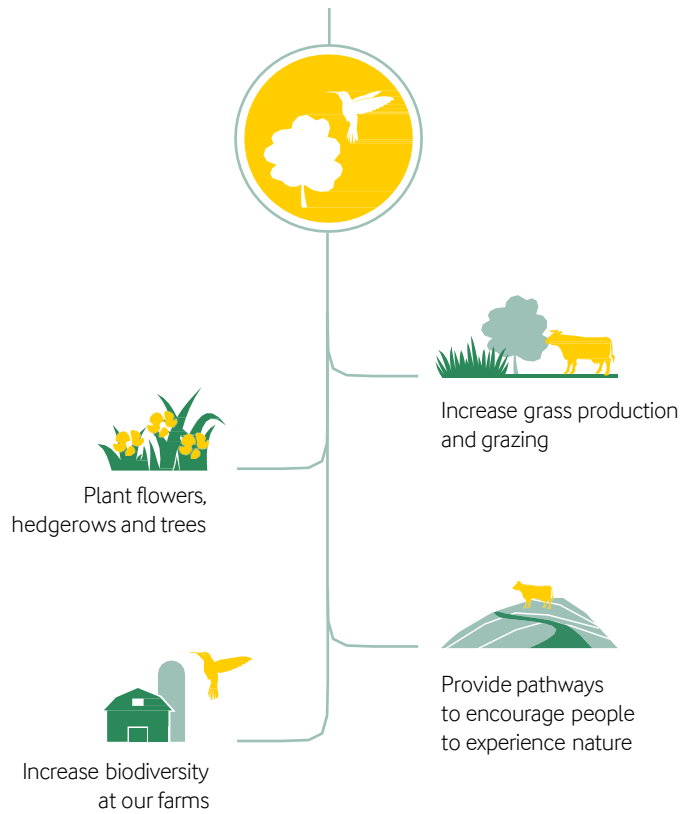 Increase grass production
and grazing
Plant flowers,
hedgerows and trees
Provide pathways
to encourage people
to experience nature
Increase biodiversity
at our farms